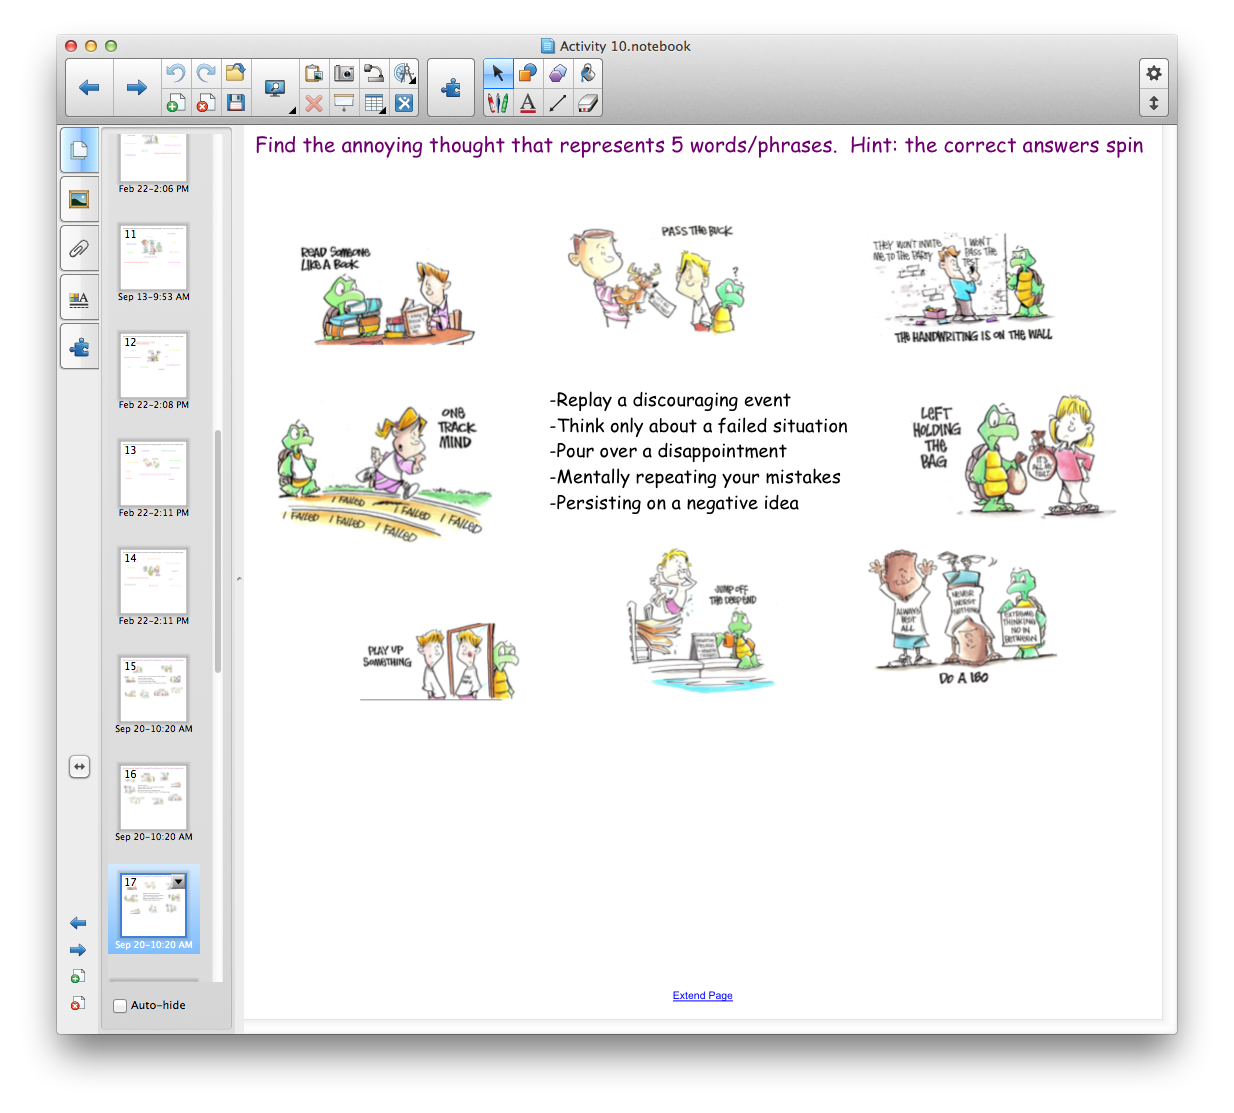 Activity 10.notebook
Find the annoying thought that represents 5 words/phrases.  Hint: the correct answers spin
Feb 22-2:06 PM
11
Sep 13-9:53 AM
12
Feb 22-2:08 PM
13
Feb 22-2:11 PM
14
Feb 22-2:11 PM
15
Sep 20-10:20 AM
16
Sep 20-10:20 AM
17
Sep 20-10:20 AM
Auto-hide
READ SOMEONE
LIKE A BOOK
PASS THE BUCK
?
THEY WON'T INVITE
ME TO THE PARTY
I WON'T
PASS THE
TEST
THE HANDWRITING IS ON THE WALL
ONE
TRACK
MIND
I FAILED I FAILED I FAILED
I FAILED I FAILED I FAILED
-Replay a discouraging event
-Think only about a failed situation
-Pour over a disappointment
-Mentally repeating your mistakes
-Persisting on a negative idea
LEFT
HOLDING
THE
BAG
IT'S
ALL MY
FAULT
PLAY UP
SOMETHING
JUMP OFF
THE DEEP END
ALWAYS
BEST
ALL
NEVER
WORST
NOTHING
EXTREME
THINKING
NO IN
BETWEEN
DO A 180
Extend Page